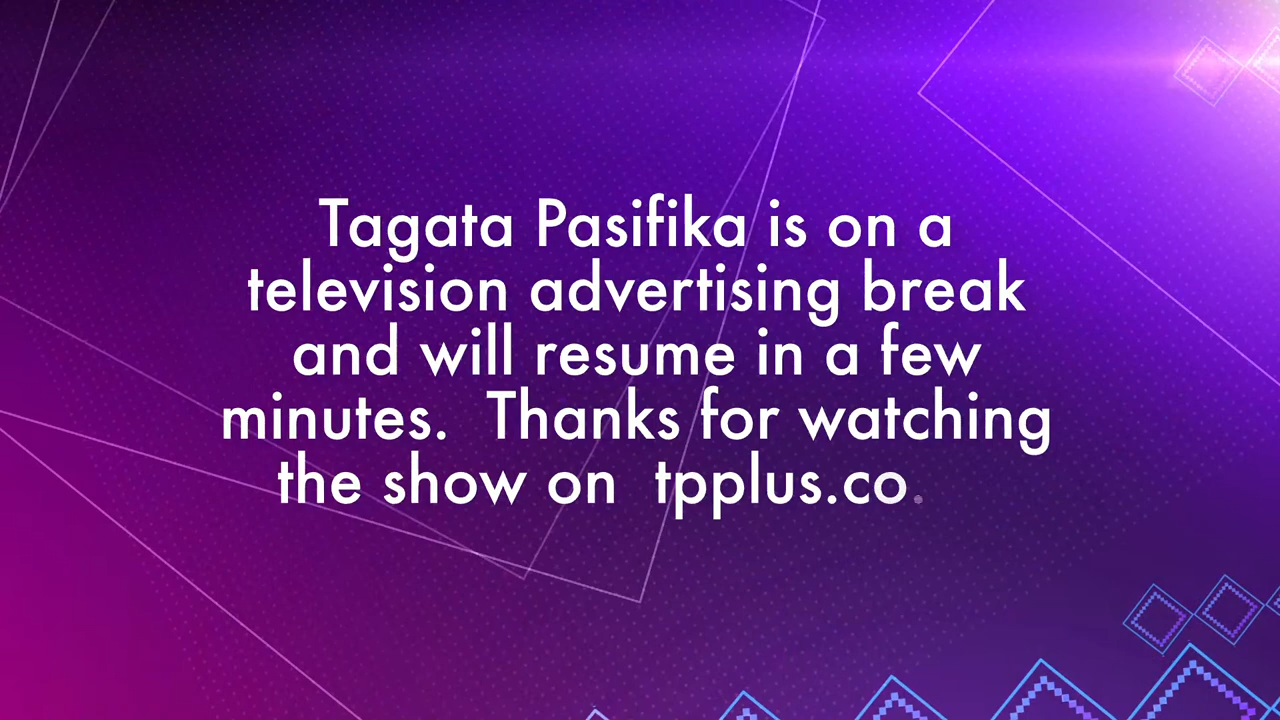 Tagata Pasifika is on a
television advertising break
and will resume in a few
minutes.  Thanks for watching
the show on  tpplus.co.